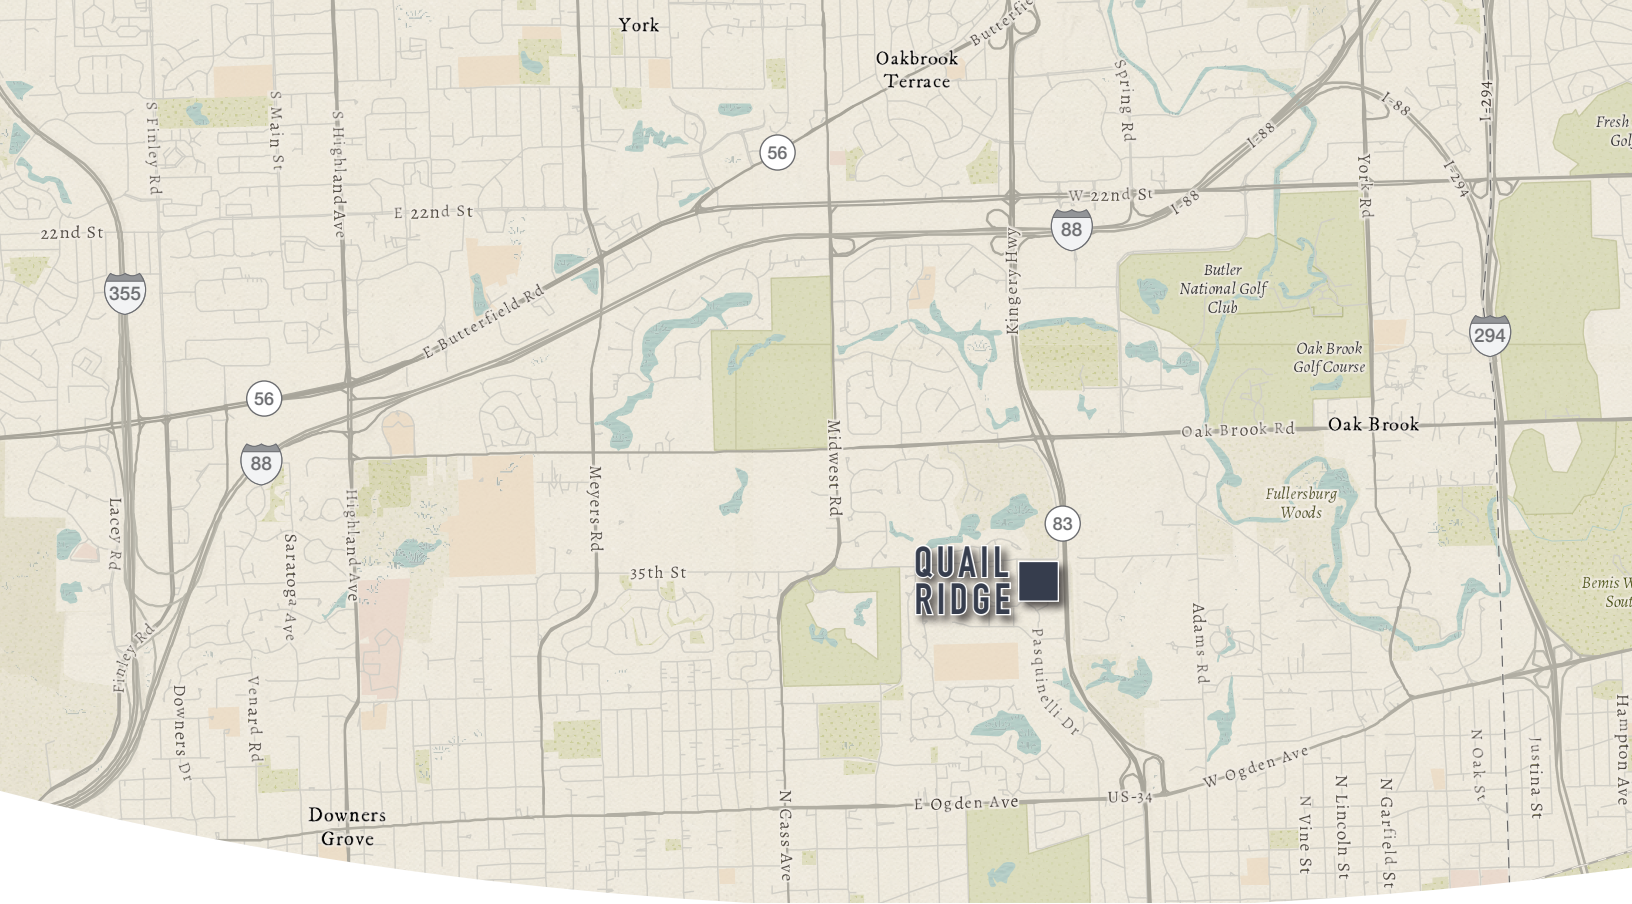 York
Oakbrook
Terrace
Butterfie
Spring Rd
I-88
I-294
Fresh
Gol
S Finley Rd
S Main St
S Highland Ave
56
I-88
I-294
York Rd
W 22nd St
I-88
E 22nd St
22nd St
88
Kingery Hwy
355
Butler
National Golf
Club
E Butterfield Rd
294
Oak Brook
Golf Course
56
88
Oak Brook Rd
Oak Brook
Midwest Rd
Meyers Rd
Highland Ave
Lacey Rd
Saratoga Ave
Fullersburg
Woods
83
35th St
QUAIL
RIDGE
Bemis W
Sout
Adams Rd
Pasquinelli Dr
Finley Rd
Downers Dr
Venard Rd
Hampton Ave
N Oak St
Justina St
W Ogden Ave
US-34
E Ogden Ave
N Cass Ave
N Vine St
N Lincoln St
N Garfield St
Downers
Grove